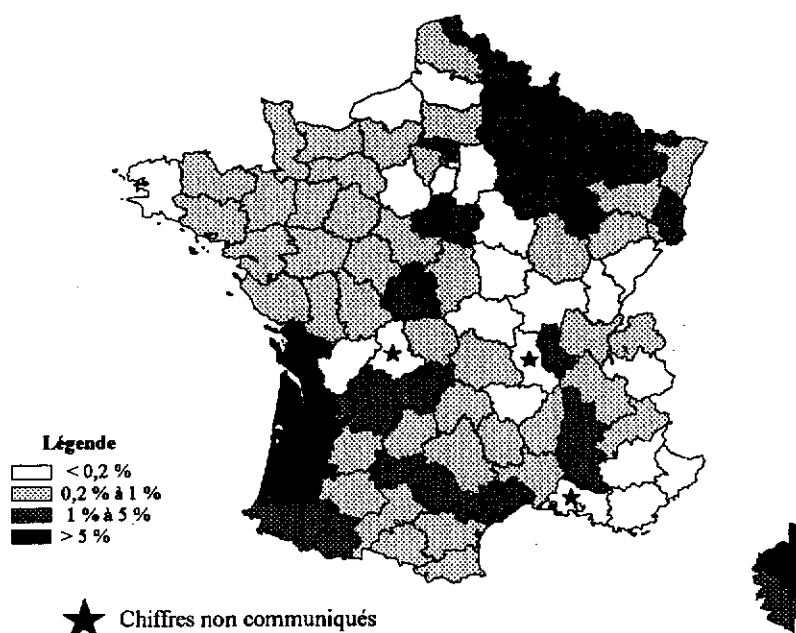 Légende
< 0,2 %
0,2 % à 1 %
1 % à 5 %
> 5 %
Chiffres non communiqués